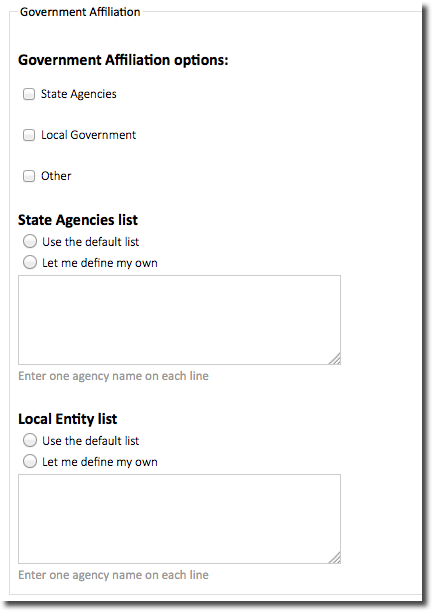 Government Affiliation
Government Affiliation options:
State Agencies
Local Government
Other
State Agencies list
Use the default list
Let me define my own
Enter one agency name on each line
Local Entity list
Use the default list
Let me define my own
Enter one agency name on each line